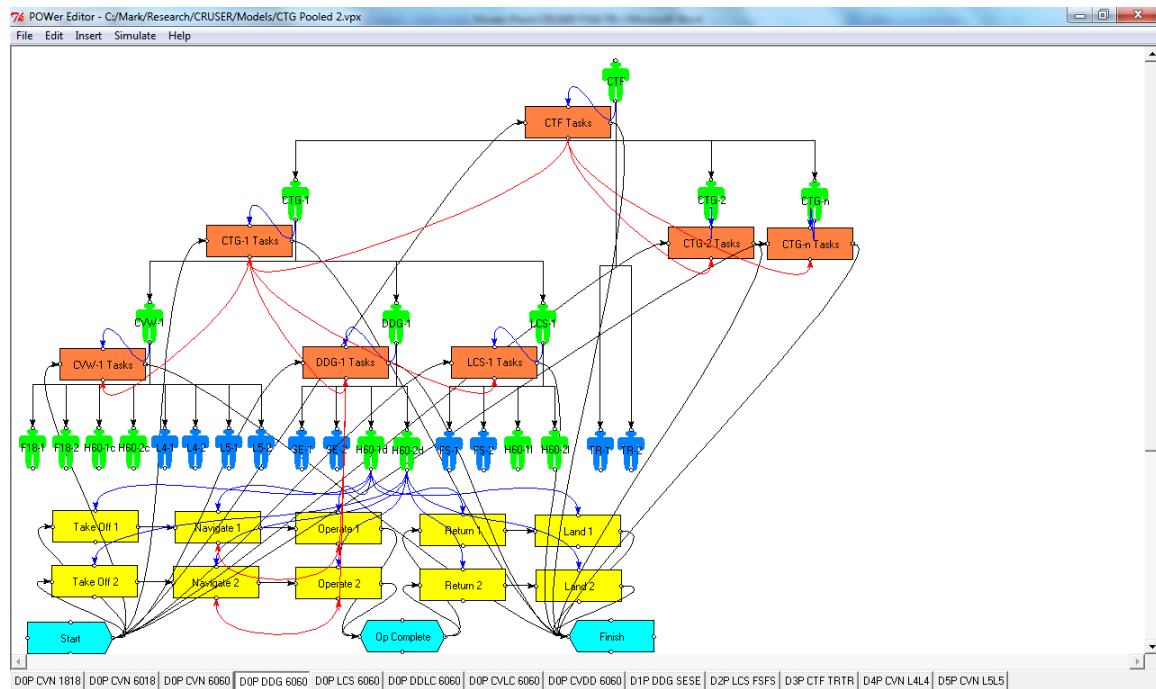 POWer Editor - C:/Mark/Research/CRUSER/Models/CTG Pooled 2.vpx
File Edit Insert Simulate Help
CTF
CTF Tasks
CTG-1 CTG-2 CTG-n
CTG-1 Tasks CTG-2 Tasks CTG-n Tasks
CVW-1 DDG-1 LCS-1
CVW-1 Tasks DDG-1 Tasks LCS-1 Tasks
F18-1 F18-2 H60-1c H60-2c L4-1 L4-2 L5-1 L5-2 SE-1 SE-2 H60-1d H60-2d FS-1 FS-2 H60-1l H60-2l TR-1 TR-2
Take Off 1 Navigate 1 Operate 1 Return 1 Land 1
Take Off 2 Navigate 2 Operate 2 Return 2 Land 2
Start Op Complete Finish
D0P CVN 1818 D0P CVN 6018 D0P CVN 6060 D0P DDG 6060 D0P LCS 6060 D0P DDLC 6060 D0P CVLC 6060 D0P CVDD 6060 D1P DDG SESE D2P LCS FSFS D3P CTF TRTR D4P CVN L4L4 D5P CVN L5L5